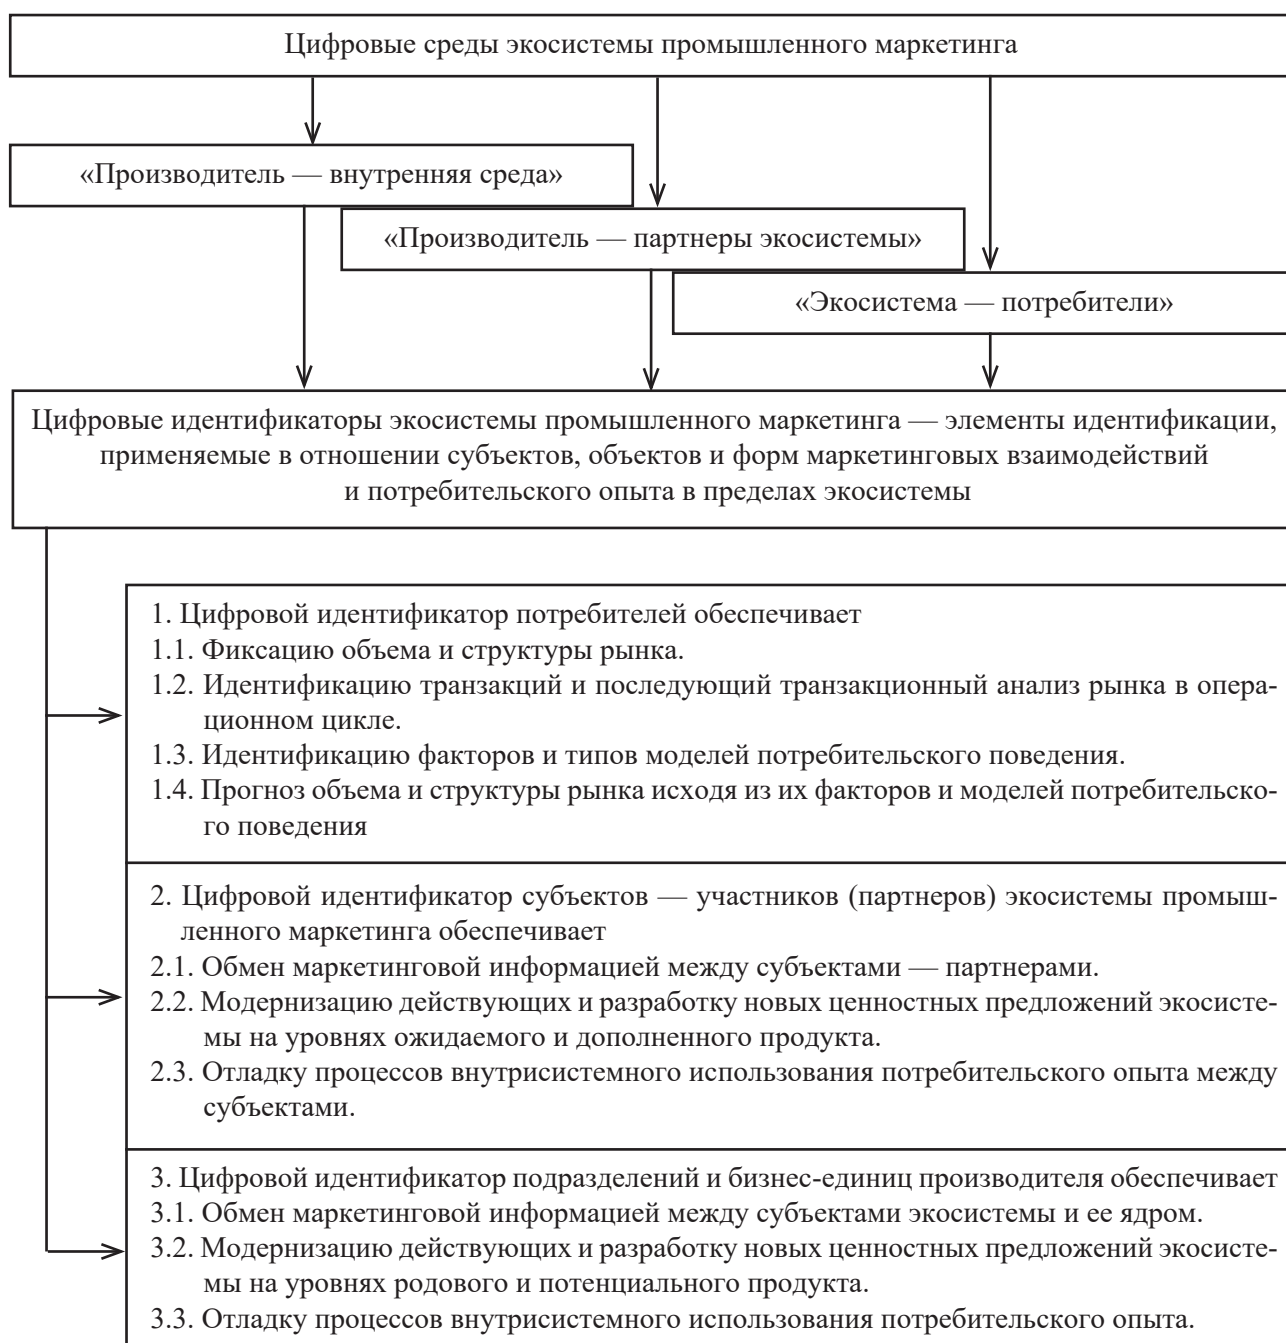 Цифровые среды экосистемы промышленного маркетинга
«Производитель — внутренняя среда»
«Производитель — партнеры экосистемы»
«Экосистема — потребители»
Цифровые идентификаторы экосистемы промышленного маркетинга — элементы идентификации,
применяемые в отношении субъектов, объектов и форм маркетинговых взаимодействий
и потребительского опыта в пределах экосистемы
1. Цифровой идентификатор потребителей обеспечивает
1.1. Фиксацию объема и структуры рынка.
1.2. Идентификацию транзакций и последующий транзакционный анализ рынка в опера-
ционном цикле.
1.3. Идентификацию факторов и типов моделей потребительского поведения.
1.4. Прогноз объема и структуры рынка исходя из их факторов и моделей потребительско-
го поведения
2. Цифровой идентификатор субъектов — участников (партнеров) экосистемы промыш-
ленного маркетинга обеспечивает
2.1. Обмен маркетинговой информацией между субъектами — партнерами.
2.2. Модернизацию действующих и разработку новых ценностных предложений экосисте-
мы на уровнях ожидаемого и дополненного продукта.
2.3. Отладку процессов внутрисистемного использования потребительского опыта между
субъектами.
3. Цифровой идентификатор подразделений и бизнес-единиц производителя обеспечивает
3.1. Обмен маркетинговой информацией между субъектами экосистемы и ее ядром.
3.2. Модернизацию действующих и разработку новых ценностных предложений экосисте-
мы на уровнях родового и потенциального продукта.
3.3. Отладку процессов внутрисистемного использования потребительского опыта.